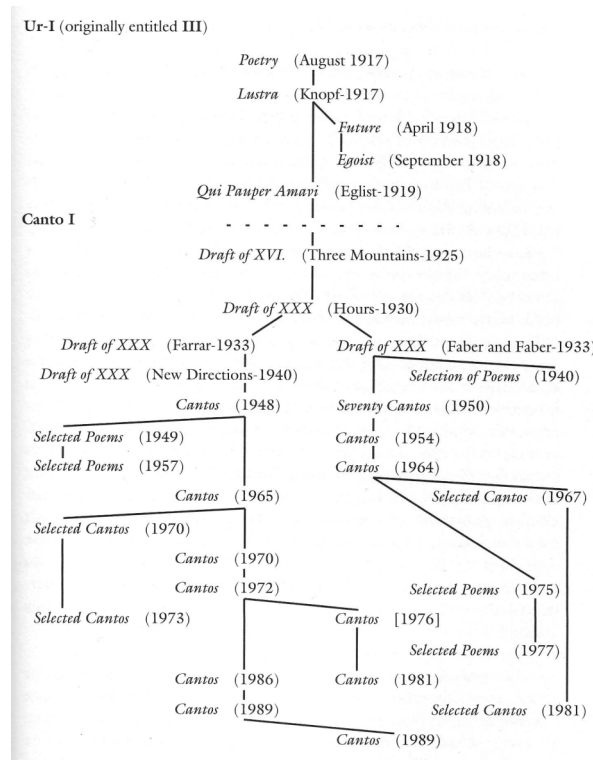 Ur-I (originally entitled III)
Poetry (August 1917)
Lustra (Knopf-1917)
Future (April 1918)
Egoist (September 1918)
Qui Pauper Amavi (Eglist-1919)
Canto I
Draft of XVI. (Three Mountains-1925)
Draft of XXX (Hours-1930)
Draft of XXX (Farrar-1933) Draft of XXX (Faber and Faber-1933)
Draft of XXX (New Directions-1940) Selection of Poems (1940)
Cantos (1948) Seventy Cantos (1950)
Selected Poems (1949) Cantos (1954)
Selected Poems (1957) Cantos (1964)
Cantos (1965) Selected Cantos (1967)
Selected Cantos (1970)
Cantos (1970)
Cantos (1972) Selected Poems (1975)
Selected Cantos (1973) Cantos [1976]
Selected Poems (1977)
Cantos (1986) Cantos (1981)
Cantos (1989) Selected Cantos (1981)
Cantos (1989)